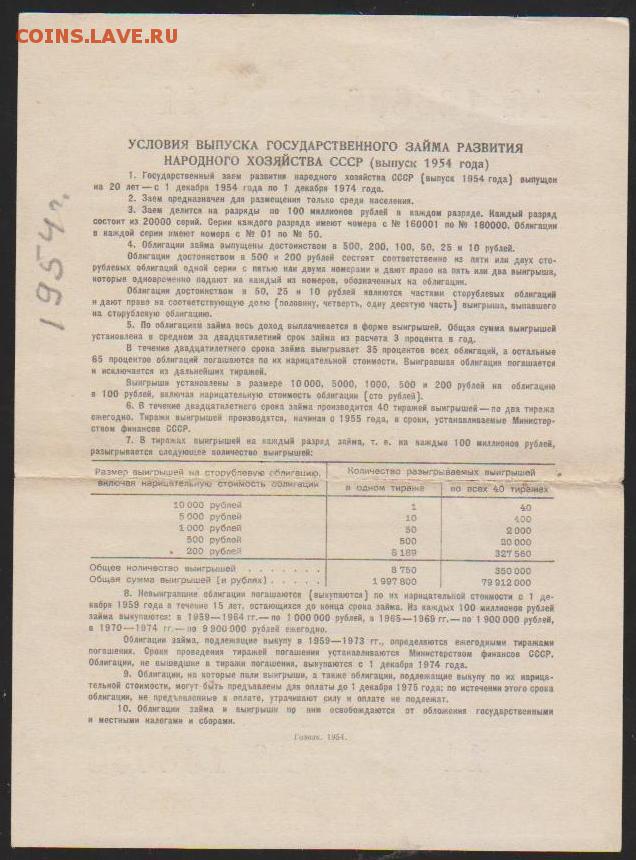 COINS.LAVE.RU
1954 г.
УСЛОВИЯ ВЫПУСКА ГОСУДАРСТВЕННОГО ЗАЙМА РАЗВИТИЯ
НАРОДНОГО ХОЗЯЙСТВА СССР (выпуск 1954 года)
1. Государственный заем развития народного хозяйства СССР (выпуск 1954 года) выпущен
на 20 лет — с 1 декабря 1954 года по 1 декабря 1974 года.
2. Заем предназначен для размещения только среди населения.
3. Заем делится на разряды по 100 миллионов рублей в каждом разряде. Каждый разряд
состоит из 20000 серий. Серии каждого разряда имеют номера с № 160001 по № 180000. Облигации
в каждой серии имеют номера с № 01 по № 50.
4. Облигации займа выпущены достоинством в 500, 200, 100, 50, 25 и 10 рублей.
Облигации достоинством в 500 и 200 рублей состоят соответственно из пяти или двух сто-
рублевых облигаций одной серии с пятью или двумя номерами и дают право на пять или два выигрыша,
которые одновременно падают на каждый из номеров, обозначенных на облигации.
Облигации достоинством в 50, 25 и 10 рублей являются частями сторублевых облигаций
и дают право на соответствующую долю (половину, четверть, одну десятую часть) выигрыша, выпавшего
на сторублевую облигацию.
5. По облигациям займа весь доход выплачивается в форме выигрышей. Общая сумма выигрышей
установлена в среднем за двадцатилетний срок займа из расчета 3 процента в год.
В течение двадцатилетнего срока займа выигрывает 35 процентов всех облигаций, а остальные
65 процентов облигаций погашаются по их нарицательной стоимости. Выигравшая облигация погашается
и исключается из дальнейших тиражей.
Выигрыши установлены в размере 10000, 5000, 1000, 500 и 200 рублей на облигацию
в 100 рублей, включая нарицательную стоимость облигации (сто рублей).
6. В течение двадцатилетнего срока займа производится 40 тиражей выигрышей — по два тиража
ежегодно. Тиражи выигрышей производятся, начиная с 1955 года, в сроки, устанавливаемые Министер-
ством финансов СССР.
7. В тиражах выигрышей на каждый разряд займа, т. е. на каждые 100 миллионов рублей,
разыгрывается следующее количество выигрышей:
Размер выигрышей на сторублевую облигацию, включая нарицательную стоимость облигации
Количество разыгрываемых выигрышей
в одном тираже во всех 40 тиражах
10 000 рублей 1 40
5 000 рублей 10 400
1 000 рублей 50 2 000
500 рублей 500 20 000
200 рублей 8 189 327 560
Общее количество выигрышей . . . . . . . 8 750 350 000
Общая сумма выигрышей (в рублях) . . . . . 1 997 800 79 912 000
8. Невыигравшие облигации погашаются (выкупаются) по их нарицательной стоимости с 1 де-
кабря 1959 года в течение 15 лет, остающихся до конца срока займа. Из каждых 100 миллионов рублей
займа выкупаются: в 1959—1964 гг.— по 1 000 000 рублей, в 1965—1969 гг.— по 1 900 000 рублей,
в 1970—1974 гг.— по 9 900 000 рублей ежегодно.
Облигации займа, подлежащие выкупу в 1959—1973 гг., определяются ежегодными тиражами
погашения. Сроки проведения тиражей погашения устанавливаются Министерством финансов СССР.
Облигации, не вышедшие в тиражи погашения, выкупаются с 1 декабря 1974 года.
9. Облигации, на которые пали выигрыши, а также облигации, подлежащие выкупу по их нарица-
тельной стоимости, могут быть предъявлены для оплаты до 1 декабря 1975 года; по истечении этого срока
облигации, не предъявленные к оплате, утрачивают силу и оплате не подлежат.
10. Облигации займа и выигрыши по ним освобождаются от обложения государственными
и местными налогами и сборами.
Гознак. 1954.